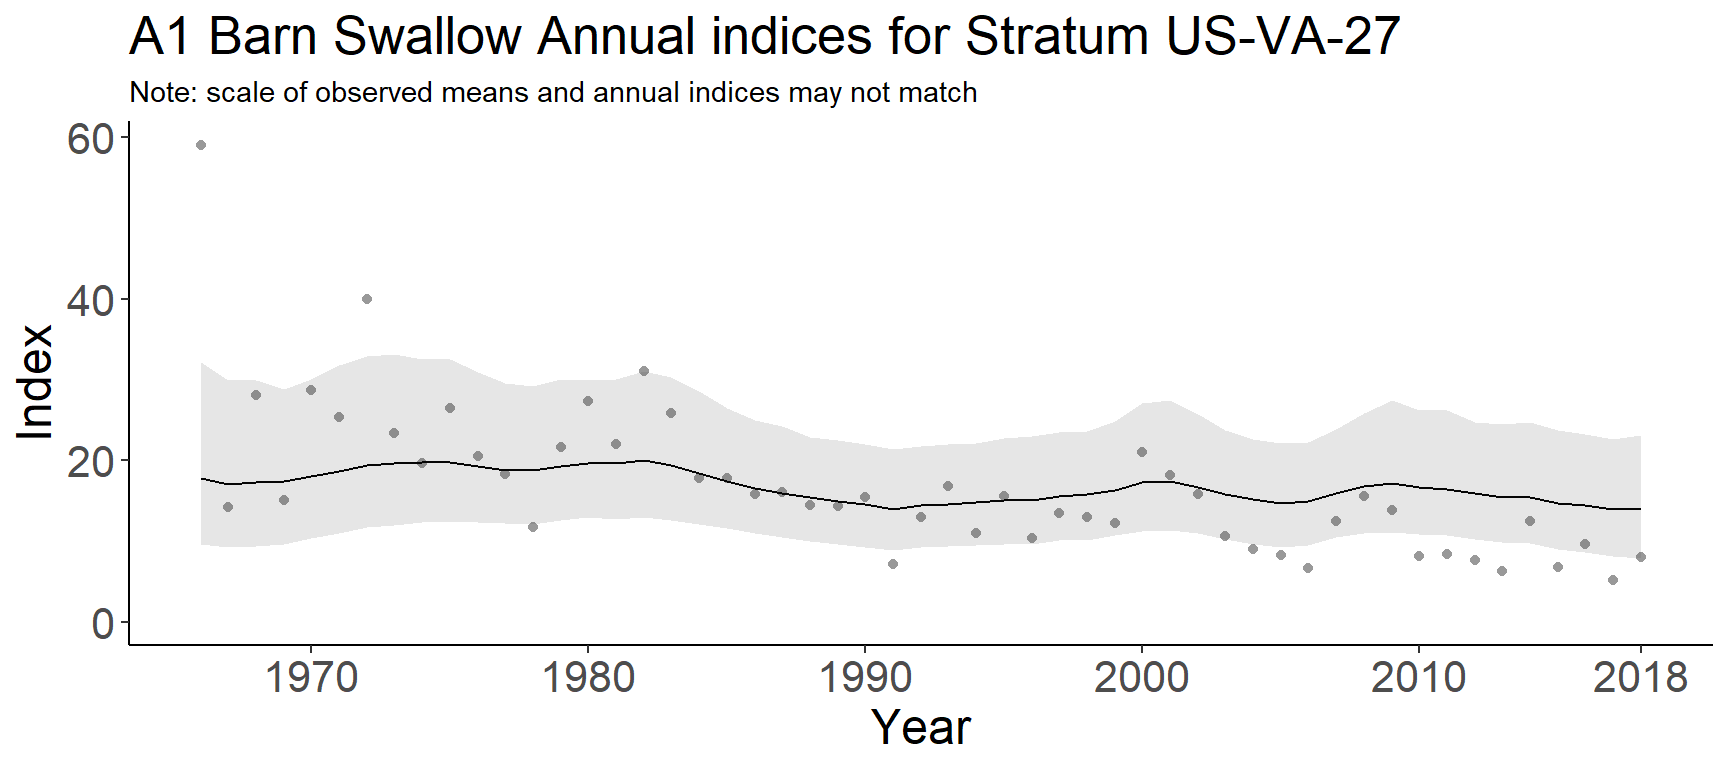 A1 Barn Swallow Annual indices for Stratum US-VA-27
Note: scale of observed means and annual indices may not match
60
40
20
0
Index
1970 1980 1990 2000 2010 2018
Year